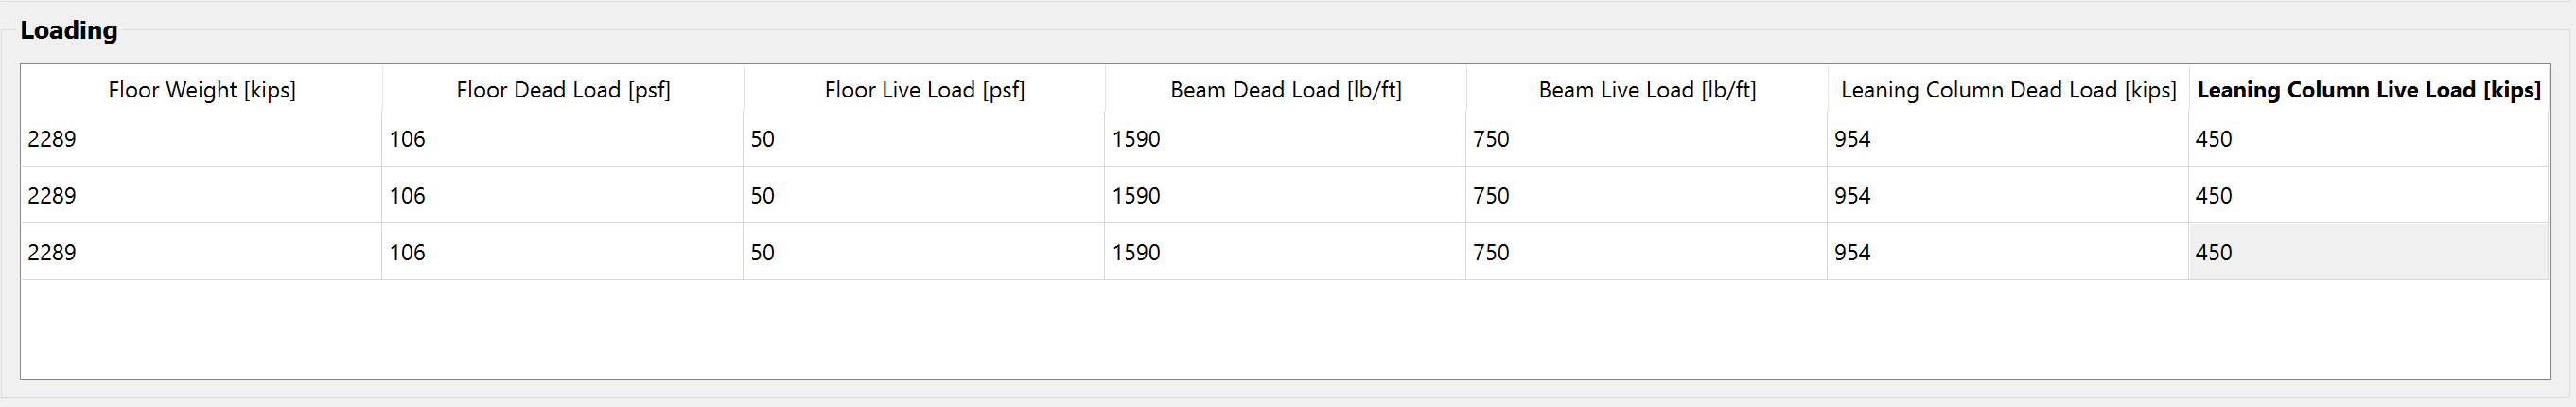 Loading
Floor Weight [kips] Floor Dead Load [psf] Floor Live Load [psf] Beam Dead Load [lb/ft] Beam Live Load [lb/ft] Leaning Column Dead Load [kips] Leaning Column Live Load [kips]
2289 106 50 1590 750 954 450
2289 106 50 1590 750 954 450
2289 106 50 1590 750 954 450